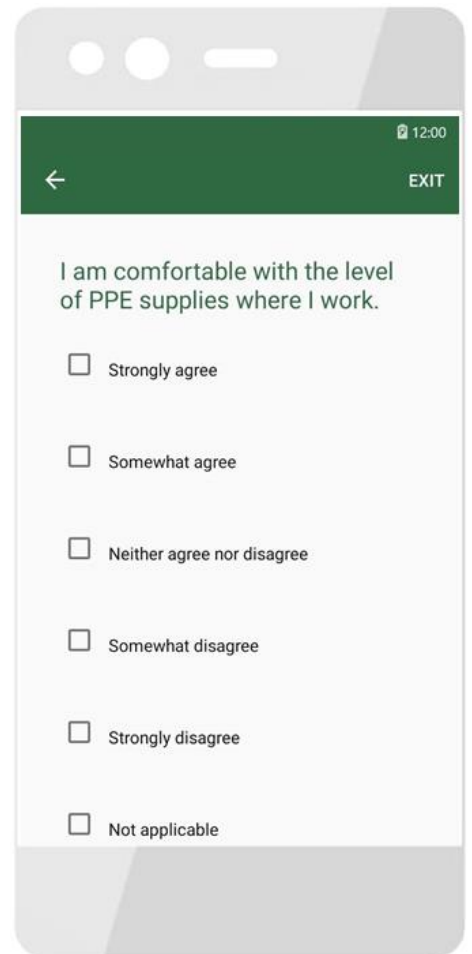 12:00
EXIT
I am comfortable with the level
of PPE supplies where I work.
Strongly agree
Somewhat agree
Neither agree nor disagree
Somewhat disagree
Strongly disagree
Not applicable